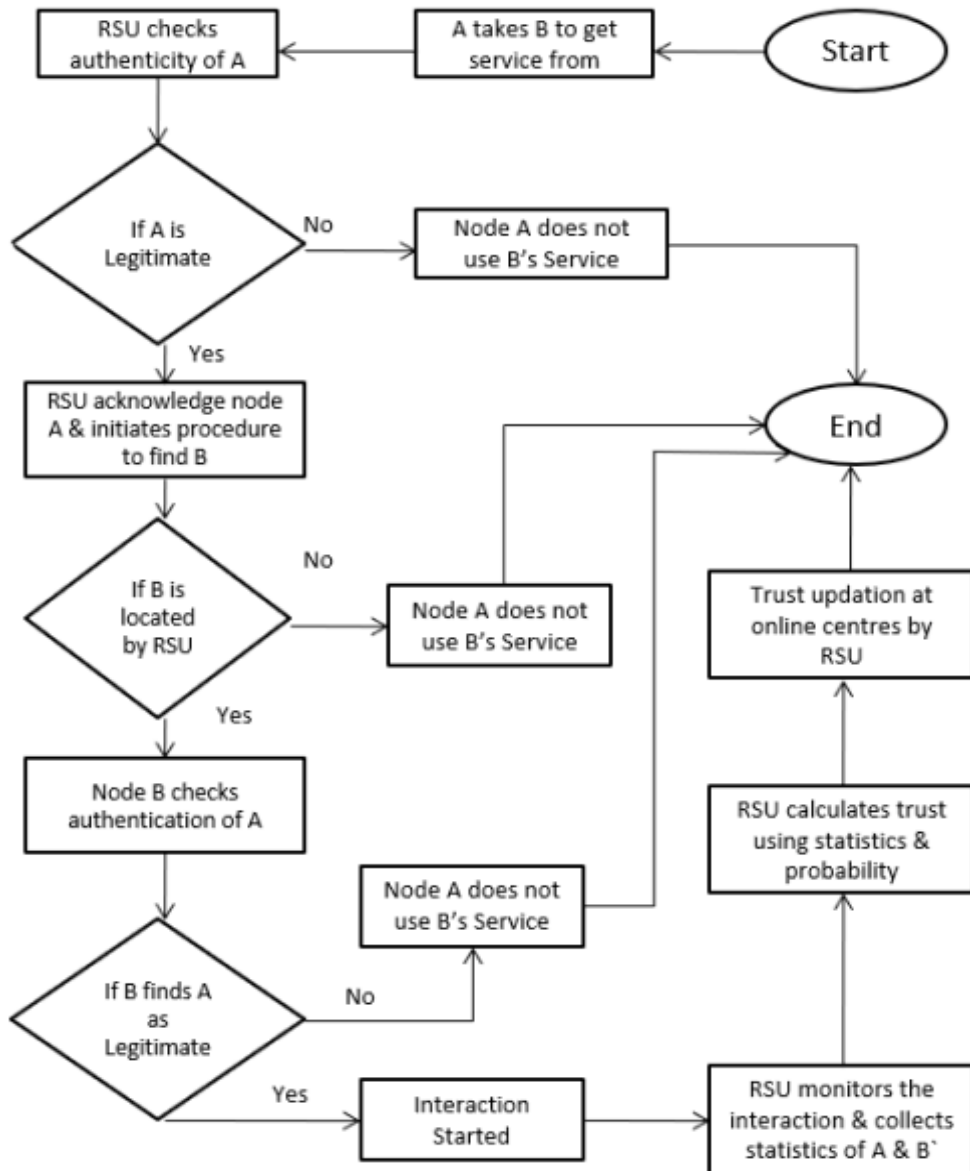 Start
A takes B to get
service from
RSU checks
authenticity of A
If A is
Legitimate
No
Node A does not
use B's Service
Yes
RSU acknowledge node
A & initiates procedure
to find B
End
If B is
located
by RSU
No
Node A does not
use B's Service
Yes
Node B checks
authentication of A
Node A does not
use B's Service
If B finds A
as
Legitimate
No
Yes
Interaction
Started
RSU monitors the
interaction & collects
statistics of A & B`
RSU calculates trust
using statistics &
probability
Trust updation at
online centres by
RSU